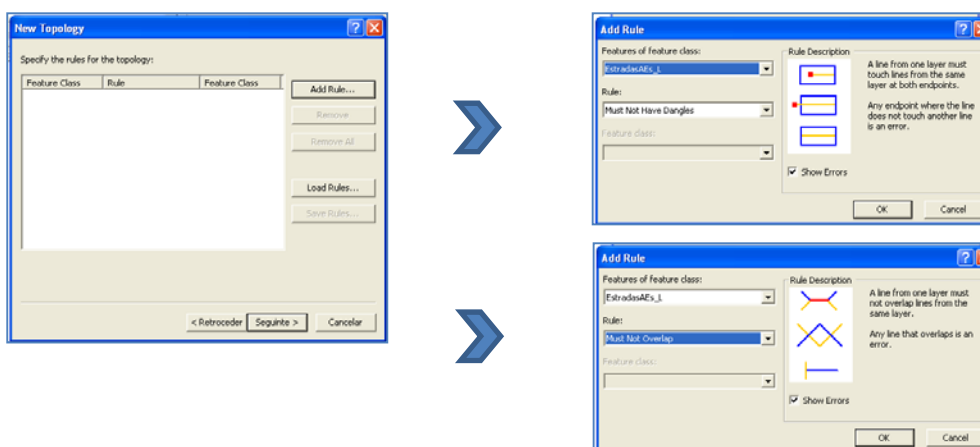 New Topology
Specify the rules for the topology:
Feature Class Rule Feature Class
Add Rule...
Remove
Remove All
Load Rules...
Save Rules...
< Retroceder Seguinte > Cancelar
Add Rule
Features of feature class:
EstradasAEs_L
Rule:
Must Not Have Dangles
Feature class:
Rule Description
A line from one layer must
touch lines from the same
layer at both endpoints.
Any endpoint where the line
does not touch another line
is an error.
Show Errors
OK Cancel
Add Rule
Features of feature class:
EstradasAEs_L
Rule:
Must Not Overlap
Feature class:
Rule Description
A line from one layer must
not overlap lines from the
same layer.
Any line that overlaps is an
error.
Show Errors
OK Cancel